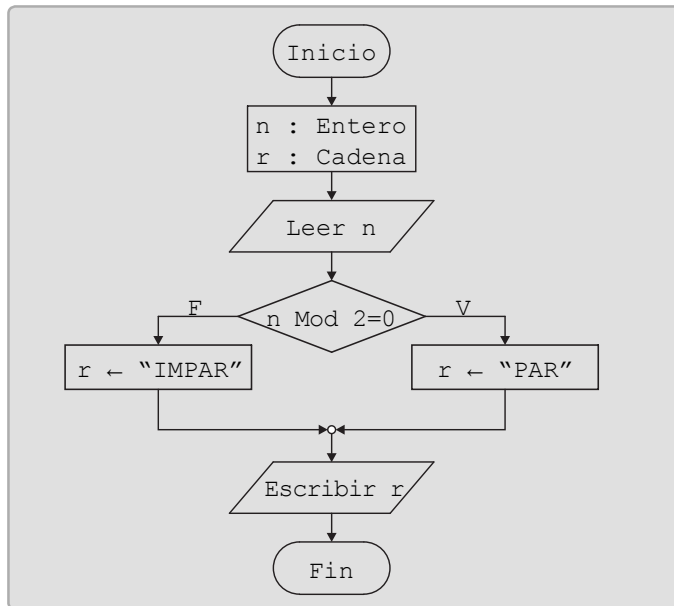 Inicio
n : Entero
r : Cadena
Leer n
n Mod 2=0
F
V
r ← “IMPAR”
r ← “PAR”
Escribir r
Fin